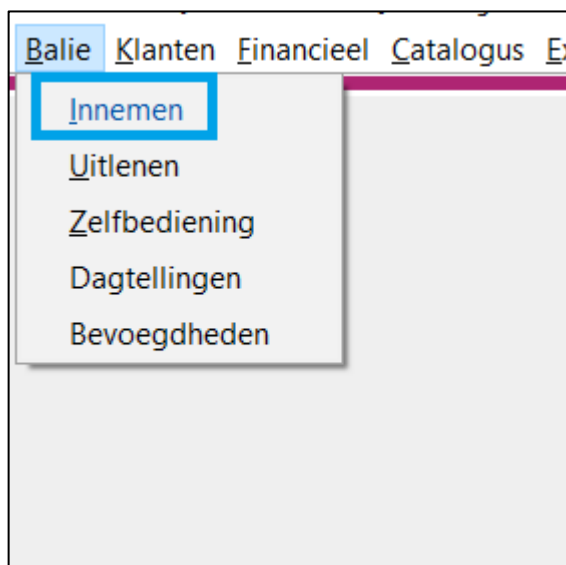 Balie Klanten Financieel Catalogus
Innemen
Uitlenen
Zelfbediening
Dagtellingen
Bevoegdheden